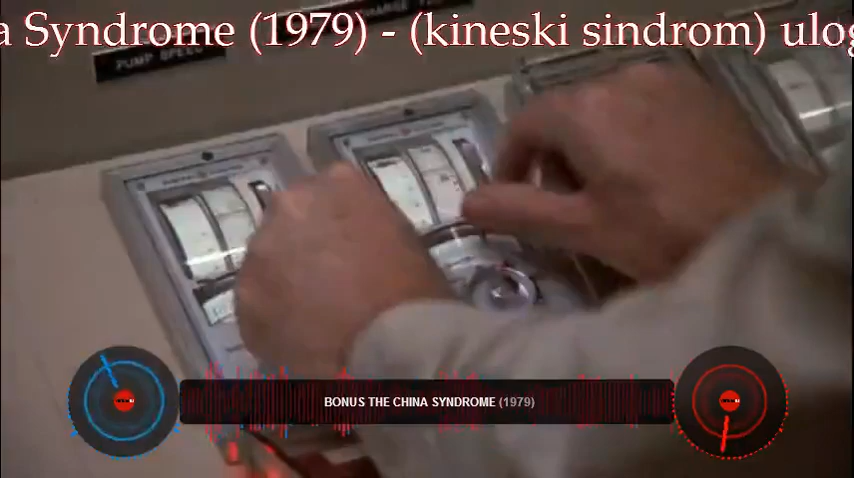 a Syndrome (1979) - (kineski sindrom) ulog
PUMP SPEED
BONUS THE CHINA SYNDROME (1979)